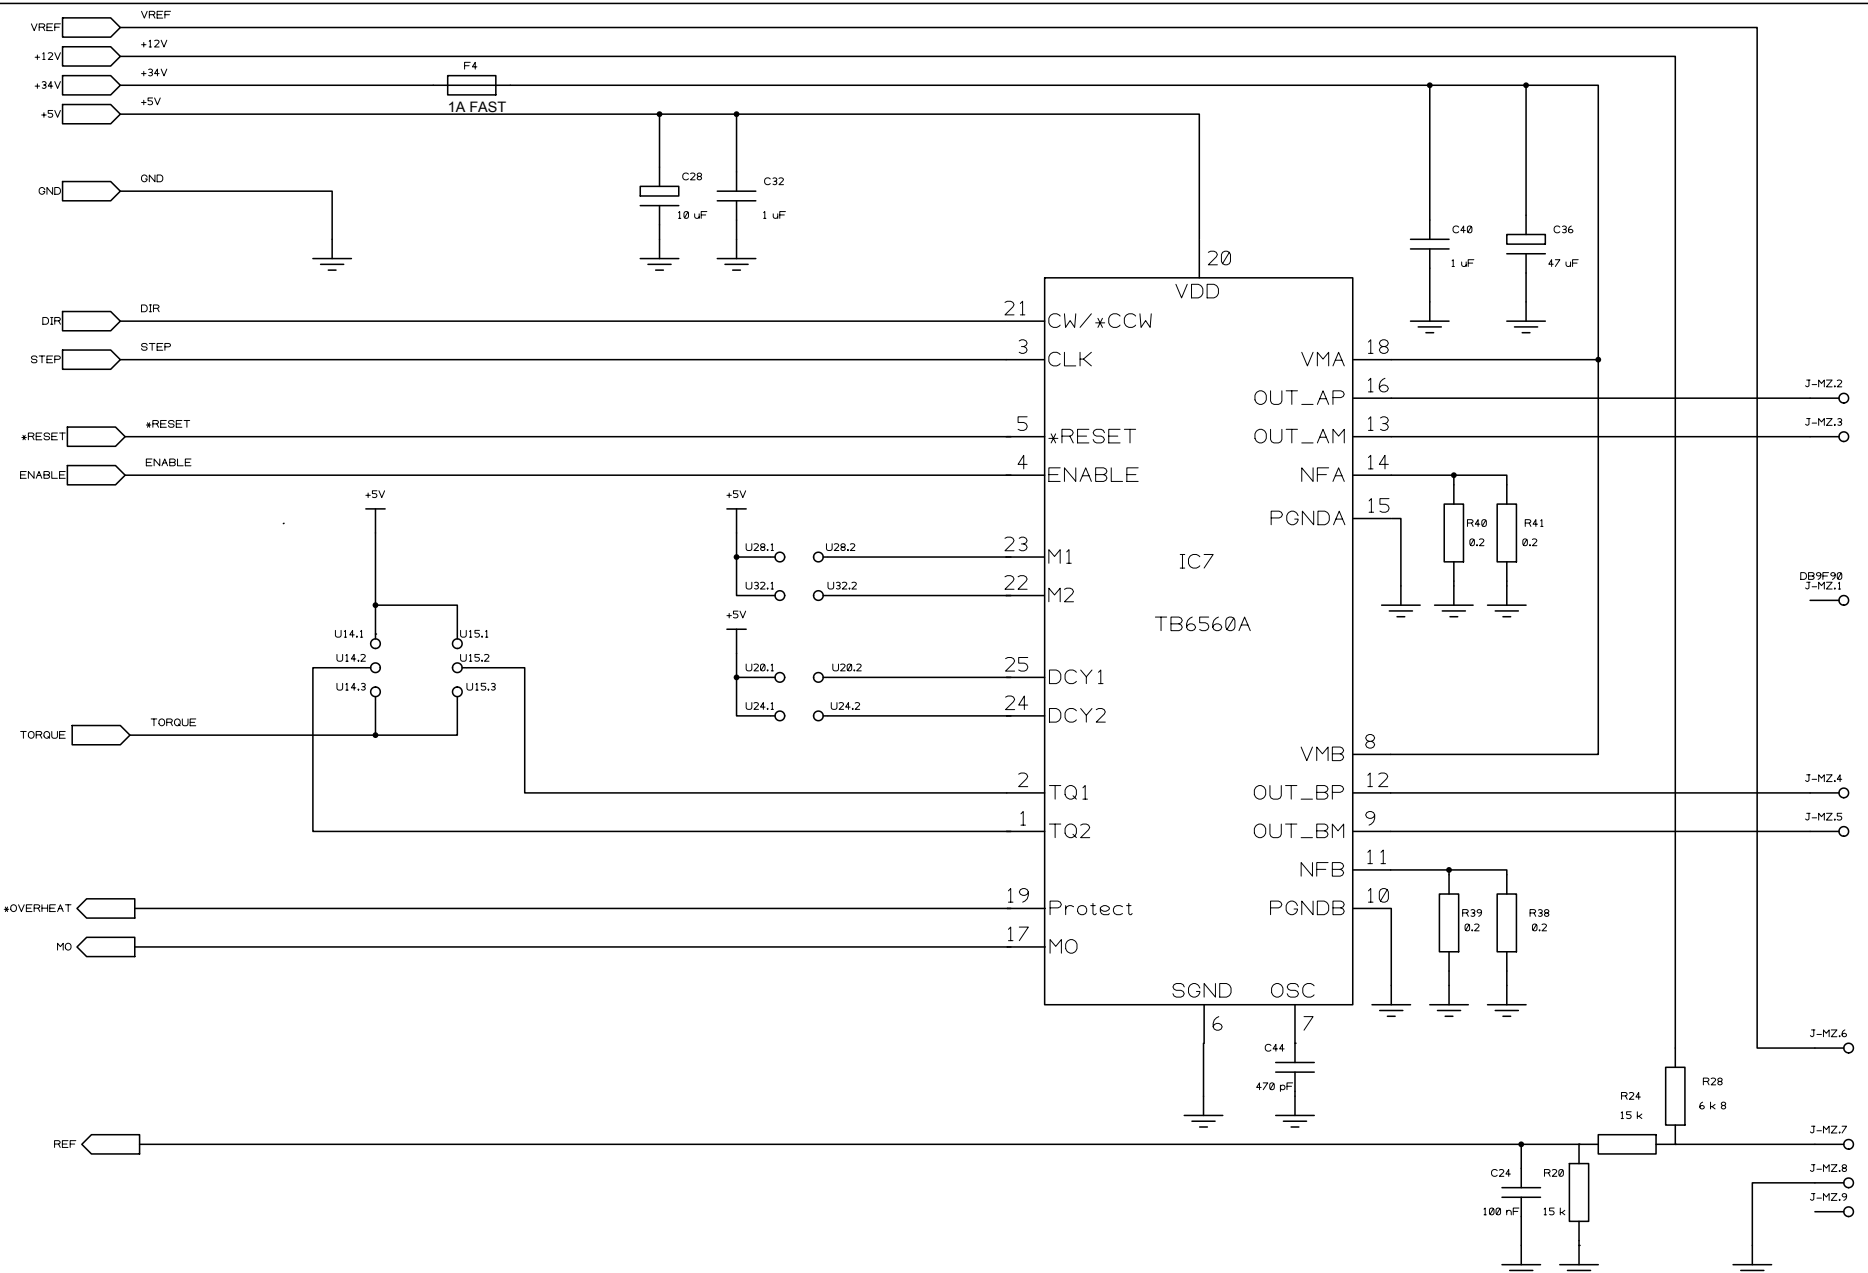 VREF
VREF
+12V
+12V
+34V
+34V
F4
1A FAST
+5V
+5V
GND
GND
C28
10 uF
C32
1 uF
C40
1 uF
C36
47 uF
20
VDD
DIR
DIR
21
CW/*CCW
STEP
STEP
3
CLK
VMA
18
OUT_AP
16
J-MZ.2
*RESET
*RESET
5
*RESET
OUT_AM
13
J-MZ.3
ENABLE
ENABLE
4
ENABLE
NFA
14
+5V
+5V
PGNDA
15
R40
0.2
R41
0.2
U28.1
U28.2
23
M1
IC7
U32.1
U32.2
22
M2
DB9F90
J-MZ.1
+5V
TB6560A
U14.1
U15.1
U14.2
U15.2
U20.1
U20.2
25
DCY1
U14.3
U15.3
U24.1
U24.2
24
DCY2
TORQUE
TORQUE
VMB
8
2
TQ1
OUT_BP
12
J-MZ.4
1
TQ2
OUT_BM
9
J-MZ.5
NFB
11
*OVERHEAT
19
Protect
PGNDB
10
R39
0.2
R38
0.2
MO
17
MO
SGND
OSC
6
7
J-MZ.6
C44
470 pF
R28
6 k 8
R24
15 k
REF
J-MZ.7
C24
100 nF
R20
15 k
J-MZ.8
J-MZ.9